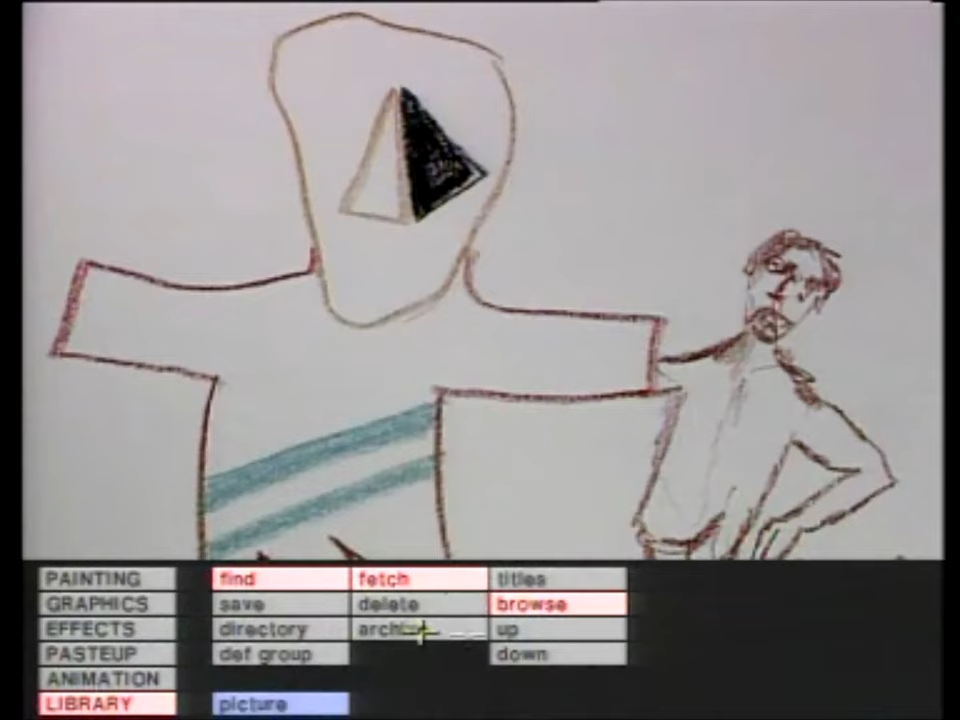 PAINTING find fetch titles
GRAPHICS save delete browse
EFFECTS directory up
PASTEUP def group down
ANIMATION
LIBRARY picture